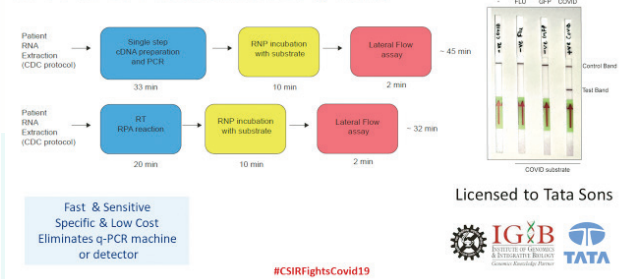 Patient
RNA
Extraction
(CDC protocol)
Single step
cDNA preparation
and PCR
33 min
RNP incubation
with substrate
10 min
Lateral Flow
assay
2 min
~ 45 min
Patient
RNA
Extraction
(CDC protocol)
RT
RPA reaction
20 min
RNP incubation
with substrate
10 min
Lateral Flow
assay
2 min
~ 32 min
- FLU GFP COVID
Control Band
Test Band
COVID substrate
Fast & Sensitive
Specific & Low Cost
Eliminates q-PCR machine
or detector
Licensed to Tata Sons
IGIB
INSTITUTE OF GENOMICS
& INTEGRATIVE BIOLOGY
Genomics Knowledge Partner
TATA
#CSIRFightsCovid19